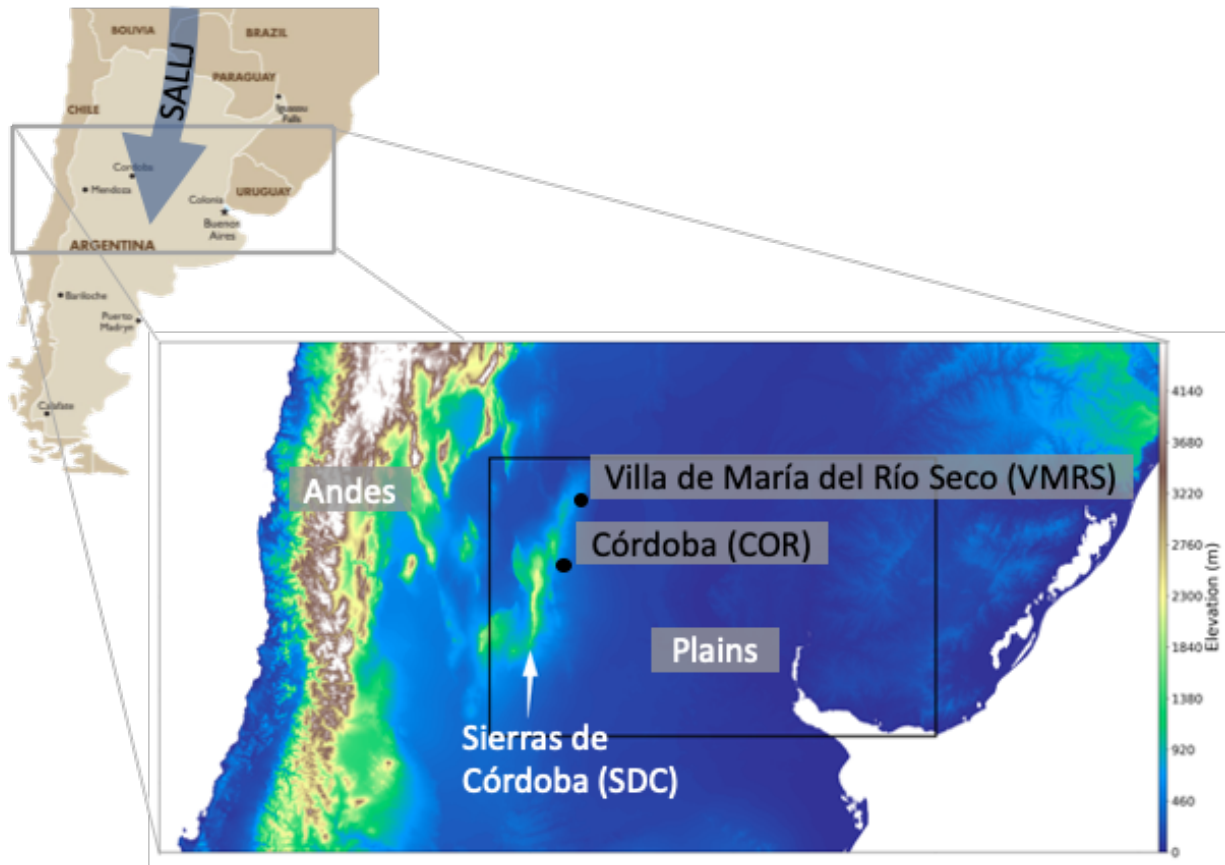 BOLIVIA
BRAZIL
SALLJ
PARAGUAY
CHILE
Iguassu
Falls
Cordoba
Mendoza
URUGUAY
Colonia
Buenos
Aires
ARGENTINA
Bariloche
Puerto
Madryn
Calafate
Andes
Villa de María del Río Seco (VMRS)
Córdoba (COR)
Plains
Sierras de
Córdoba (SDC)
4140
3680
3220
2760
2300
1840
1380
920
460
0
Elevation (m)